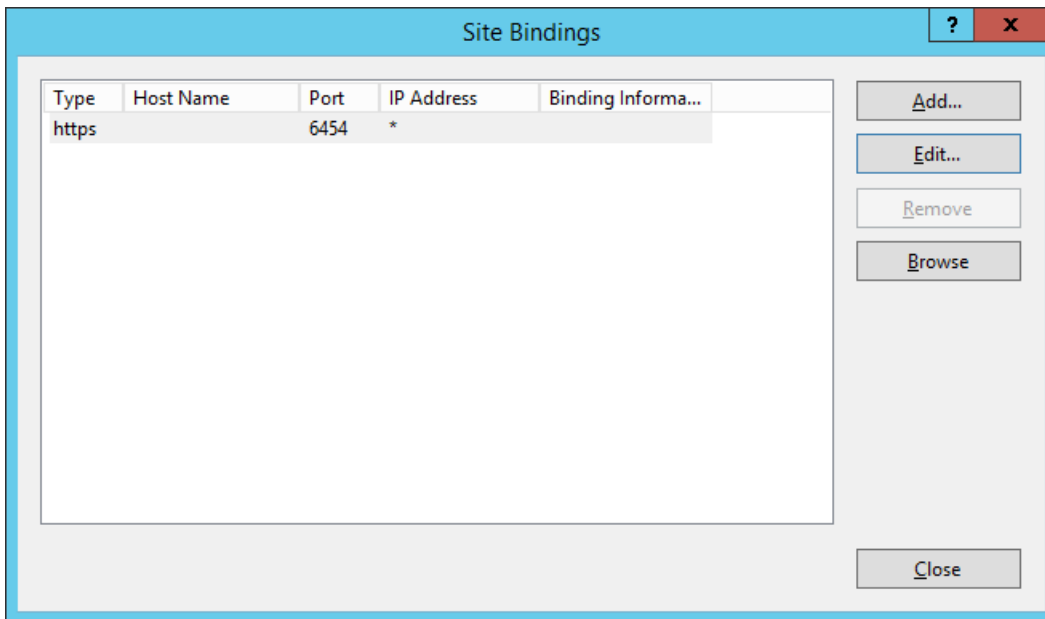 Site Bindings
? x
Type Host Name Port IP Address Binding Informa...
https 6454 *
Add...
Edit...
Remove
Browse
Close